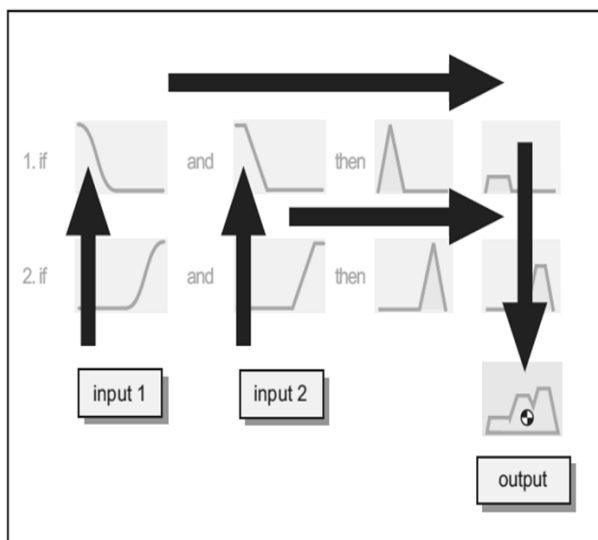 1. if and then
2. if and then
input 1 input 2
output